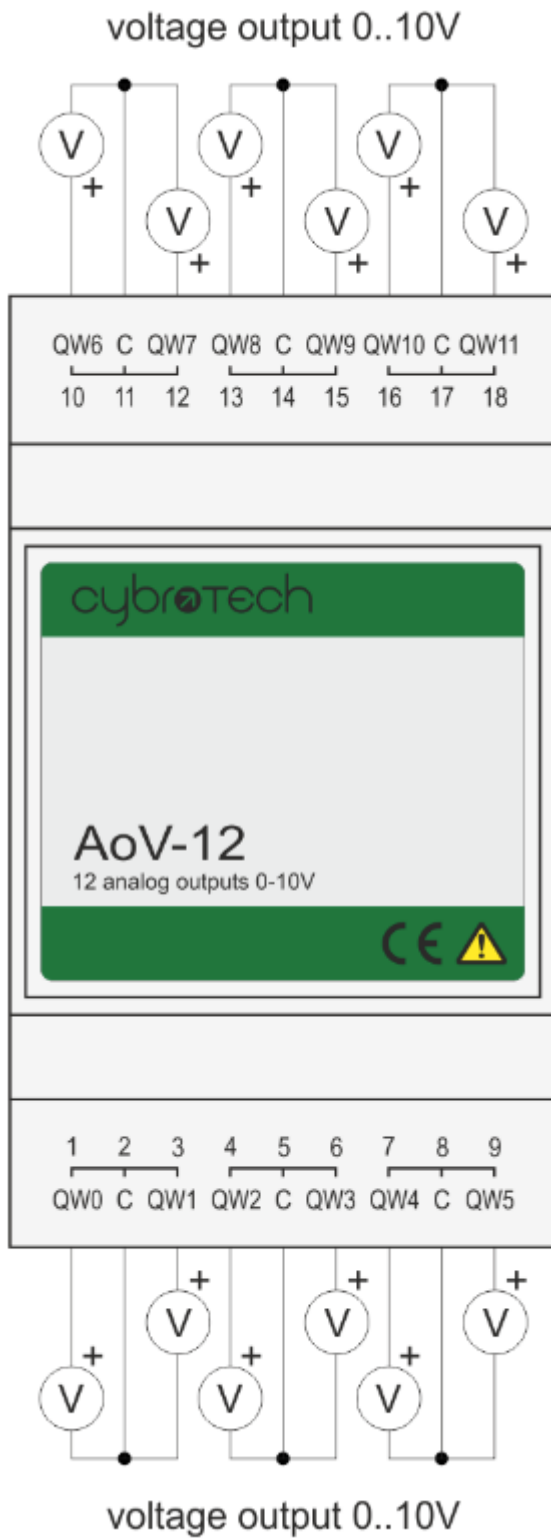 voltage output 0..10V
V V V
+ + +
V V V
+ + +
QW6 C QW7 QW8 C QW9 QW10 C QW11
10 11 12 13 14 15 16 17 18
cybrotech
AoV-12
12 analog outputs 0-10V
CE !
1 2 3 4 5 6 7 8 9
QW0 C QW1 QW2 C QW3 QW4 C QW5
+ + +
V V V
+ + +
V V V
voltage output 0..10V